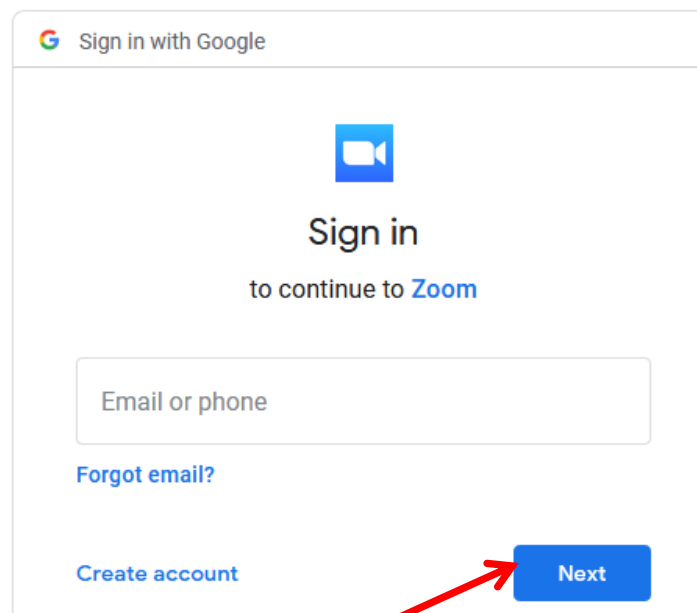 Sign in with Google
Sign in
to continue to Zoom
Email or phone
Forgot email?
Create account
Next